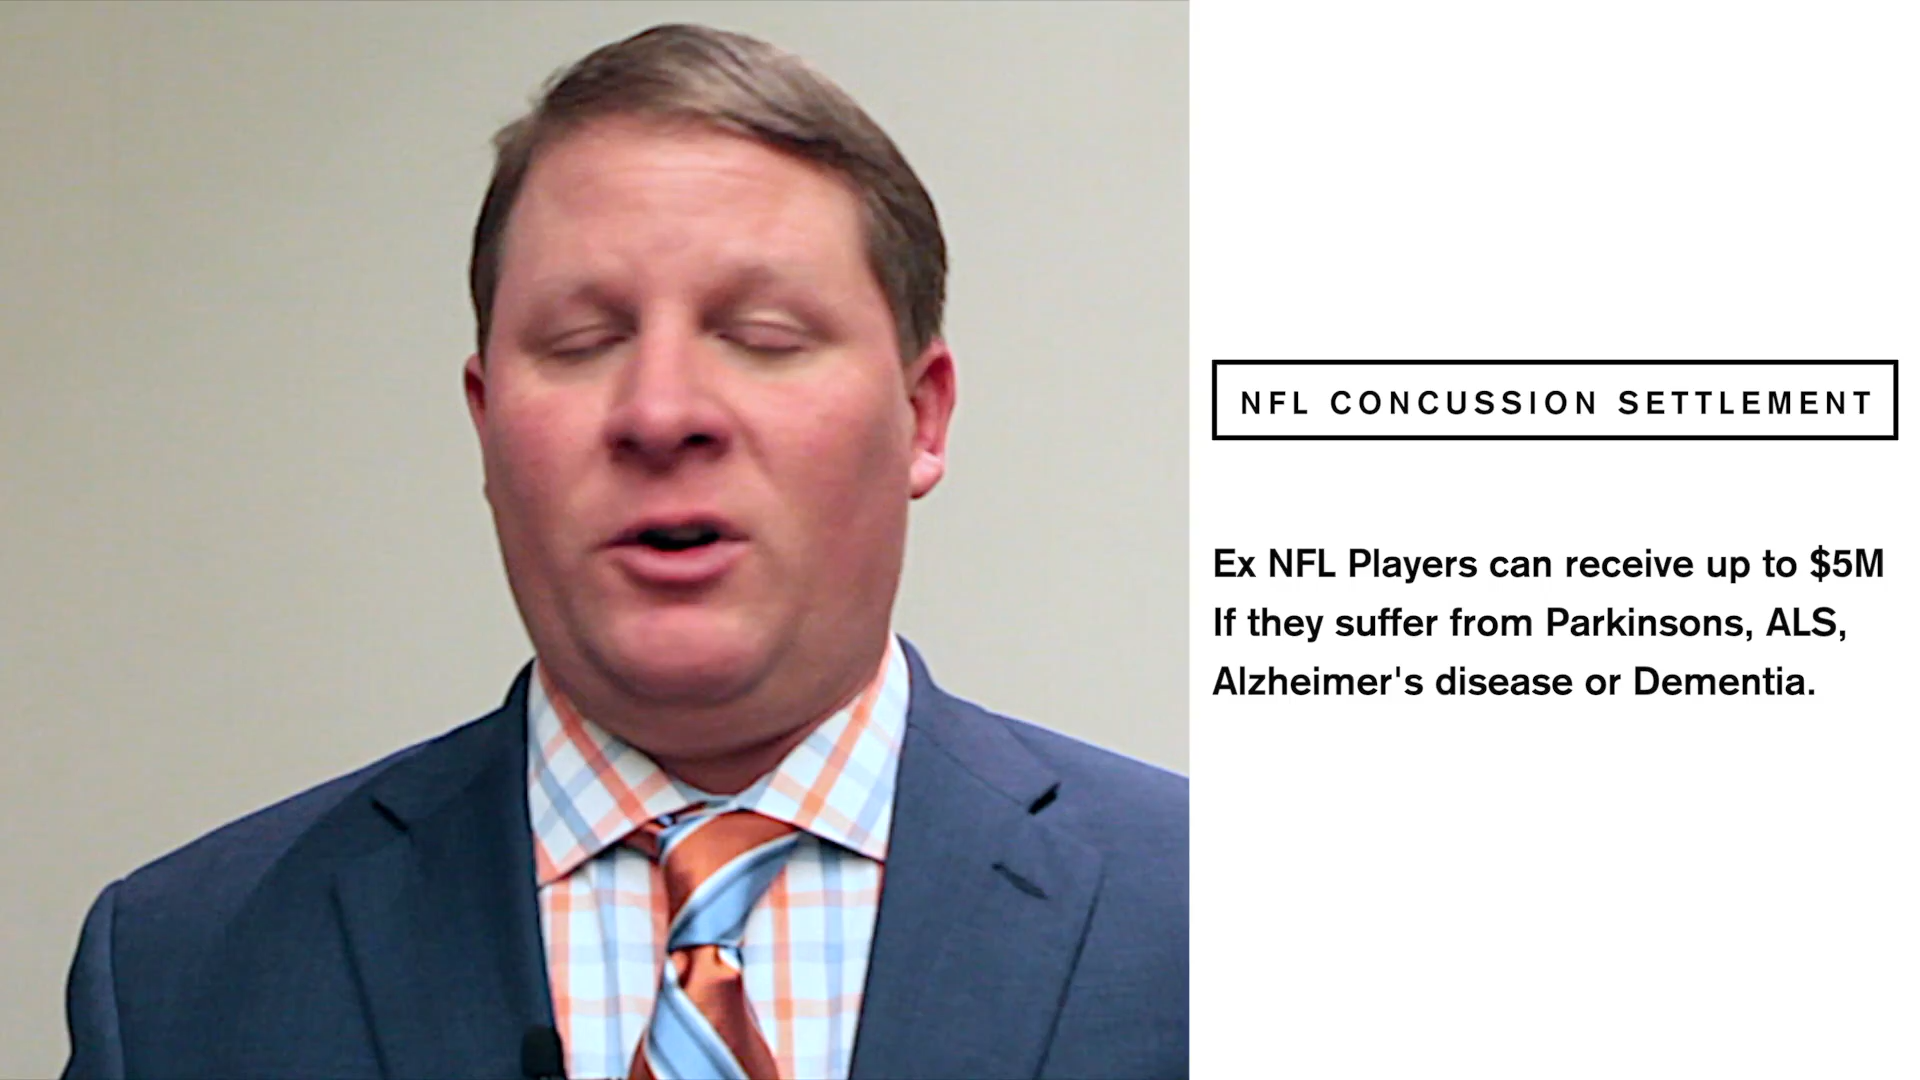 NFL CONCUSSION SETTLEMENT
Ex NFL Players can receive up to $5M
If they suffer from Parkinsons, ALS,
Alzheimer's disease or Dementia.